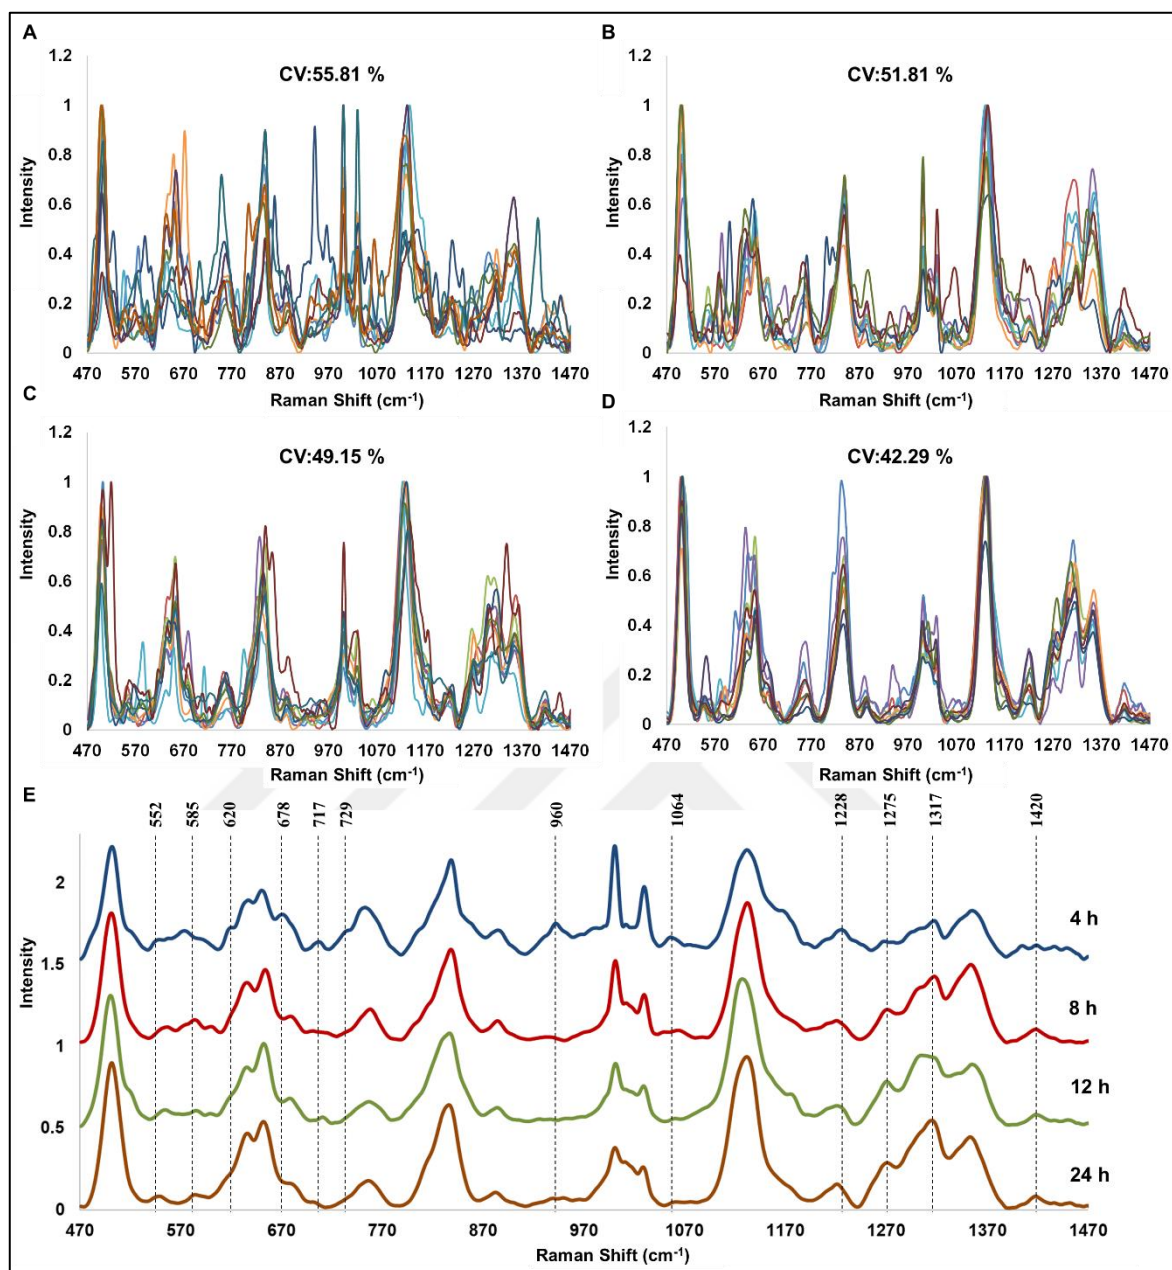 A
1.2
CV:55.81 %
1
0.8
0.6
0.4
0.2
0
Intensity
470 570 670 770 870 970 1070 1170 1270 1370 1470
Raman Shift (cm-1)
B
1.2
CV:51.81 %
1
0.8
0.6
0.4
0.2
0
Intensity
470 570 670 770 870 970 1070 1170 1270 1370 1470
Raman Shift (cm-1)
C
1.2
CV:49.15 %
1
0.8
0.6
0.4
0.2
0
Intensity
470 570 670 770 870 970 1070 1170 1270 1370 1470
Raman Shift (cm-1)
D
1.2
CV:42.29 %
1
0.8
0.6
0.4
0.2
0
Intensity
470 570 670 770 870 970 1070 1170 1270 1370 1470
Raman Shift (cm-1)
E
552 585 620 678 717 729 960 1064 1228 1275 1317 1420
2
1.5
1
0.5
0
Intensity
4 h
8 h
12 h
24 h
470 570 670 770 870 970 1070 1170 1270 1370 1470
Raman Shift (cm-1)